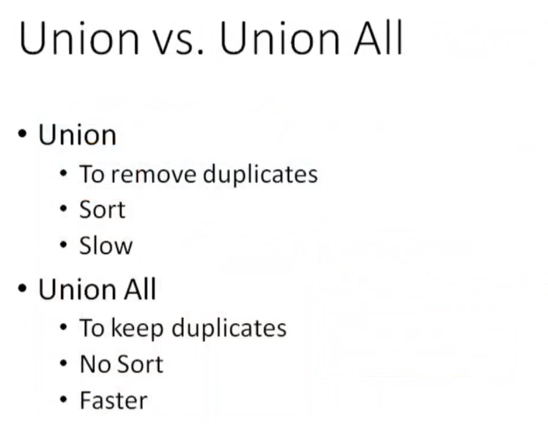 Union vs. Union All
• Union
• To remove duplicates
• Sort
• Slow
• Union All
• To keep duplicates
• No Sort
• Faster